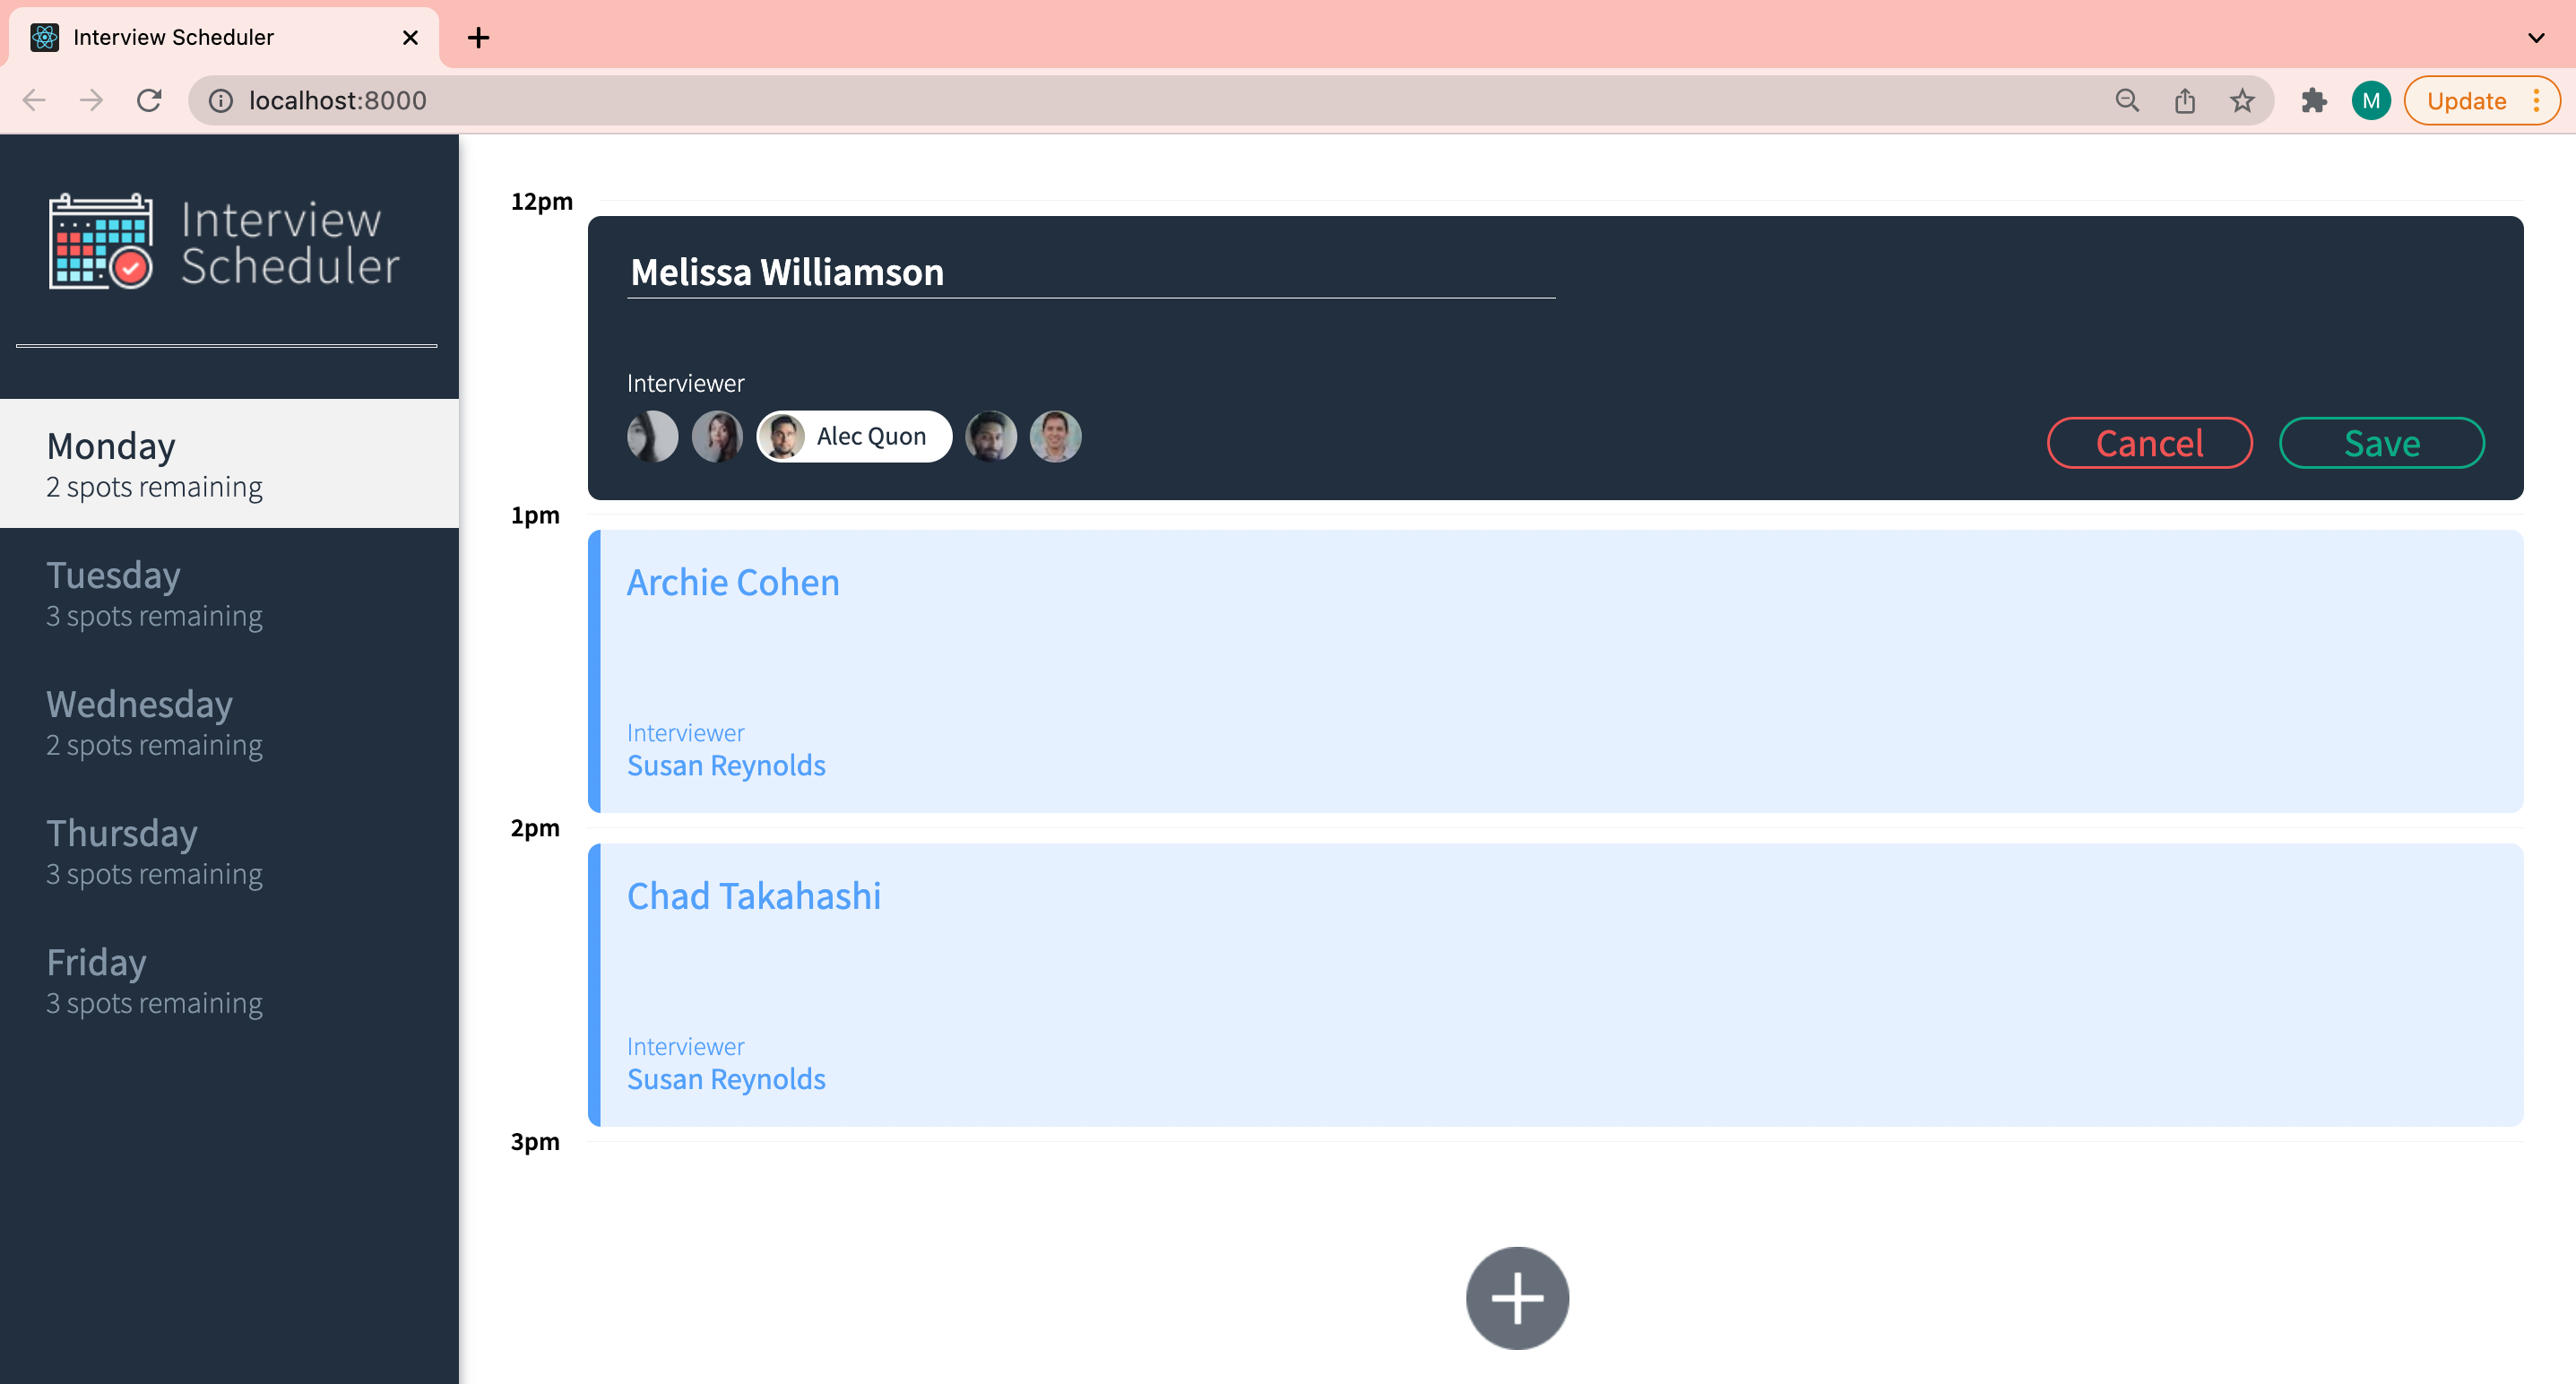 Interview Scheduler
localhost:8000
M
Update
Interview
Scheduler
Monday
2 spots remaining
Tuesday
3 spots remaining
Wednesday
2 spots remaining
Thursday
3 spots remaining
Friday
3 spots remaining
12pm
Melissa Williamson
Interviewer
Alec Quon
Cancel
Save
1pm
Archie Cohen
Interviewer
Susan Reynolds
2pm
Chad Takahashi
Interviewer
Susan Reynolds
3pm